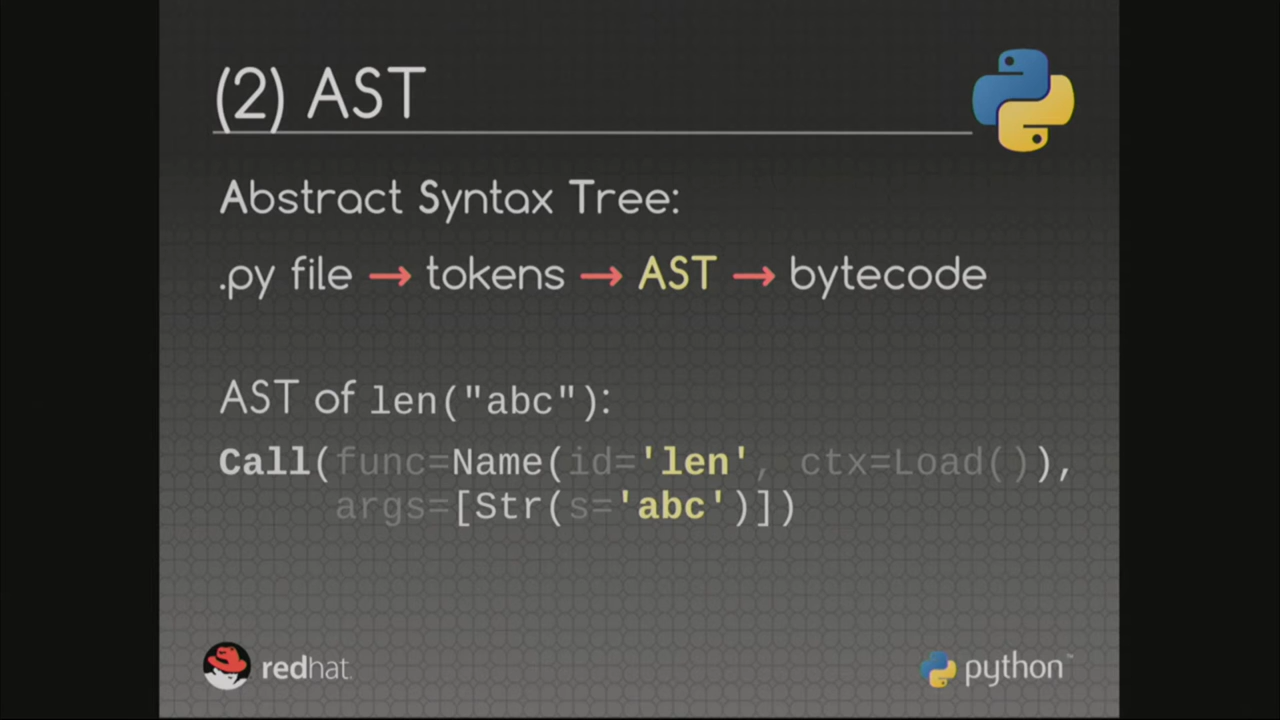 (2) AST
Abstract Syntax Tree:
.py file → tokens → AST → bytecode
AST of len("abc"):
Call(func=Name(id='len', ctx=Load()),
args=[Str(s='abc')])
redhat.
python™